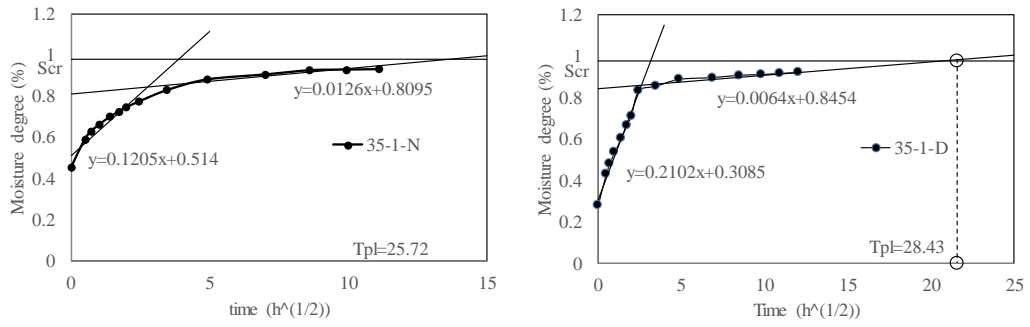 1.2
1
Scr
0.8
0.6
0.4
0.2
0
Moisture degree (%)
y=0.0126x+0.8095
35-1-N
y=0.1205x+0.514
Tpl=25.72
0 5 10 15
time (h^(1/2))
1.2
1
Scr
0.8
0.6
0.4
0.2
0
Moisture degree (%)
y=0.0064x+0.8454
35-1-D
y=0.2102x+0.3085
Tpl=28.43
0 5 10 15 20 25
Time (h^(1/2))